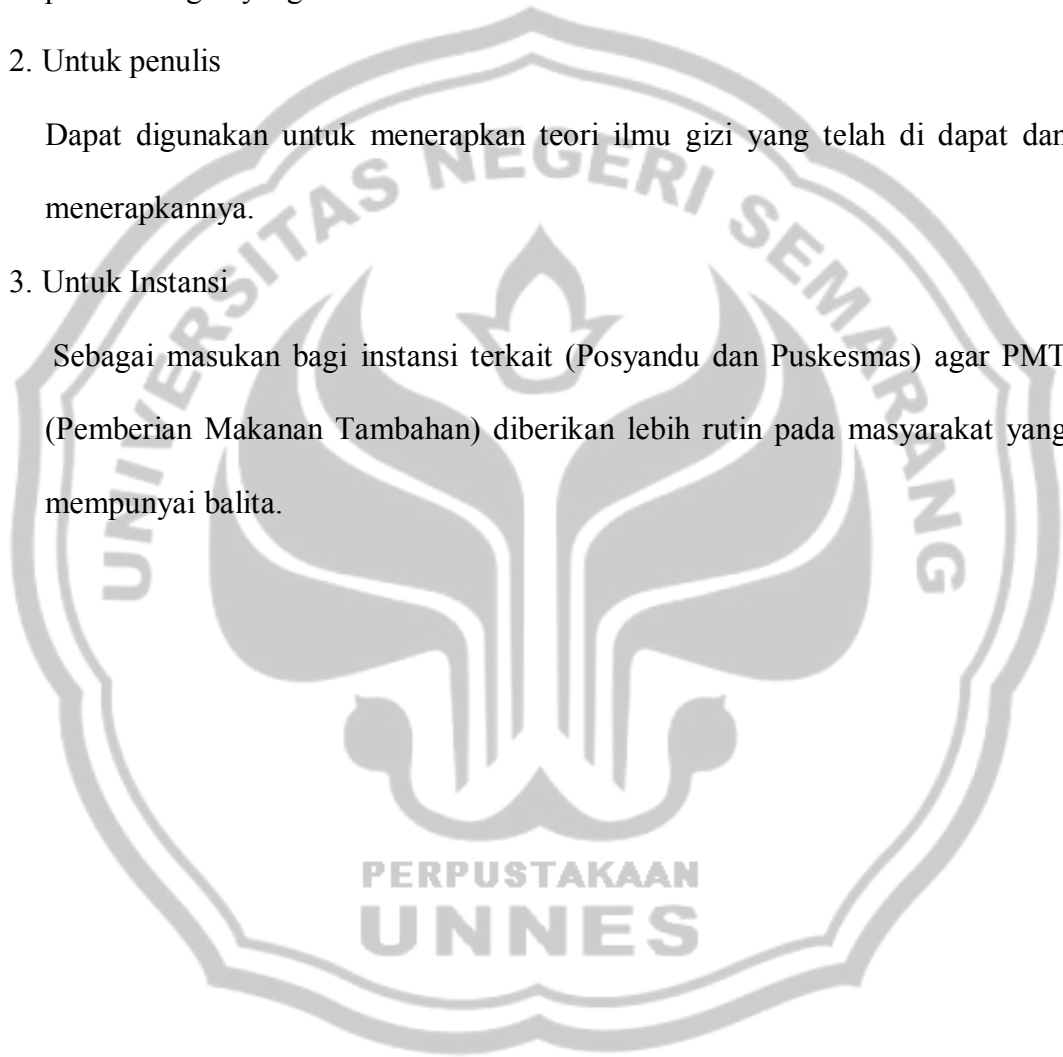 2. Untuk penulis
Dapat digunakan untuk menerapkan teori ilmu gizi yang telah di dapat dan
menerapkannya.
3. Untuk Instansi
Sebagai masukan bagi instansi terkait (Posyandu dan Puskesmas) agar PMT
(Pemberian Makanan Tambahan) diberikan lebih rutin pada masyarakat yang
mempunyai balita.
UNIVERSITAS NEGERI SEMARANG
PERPUSTAKAAN
UNNES